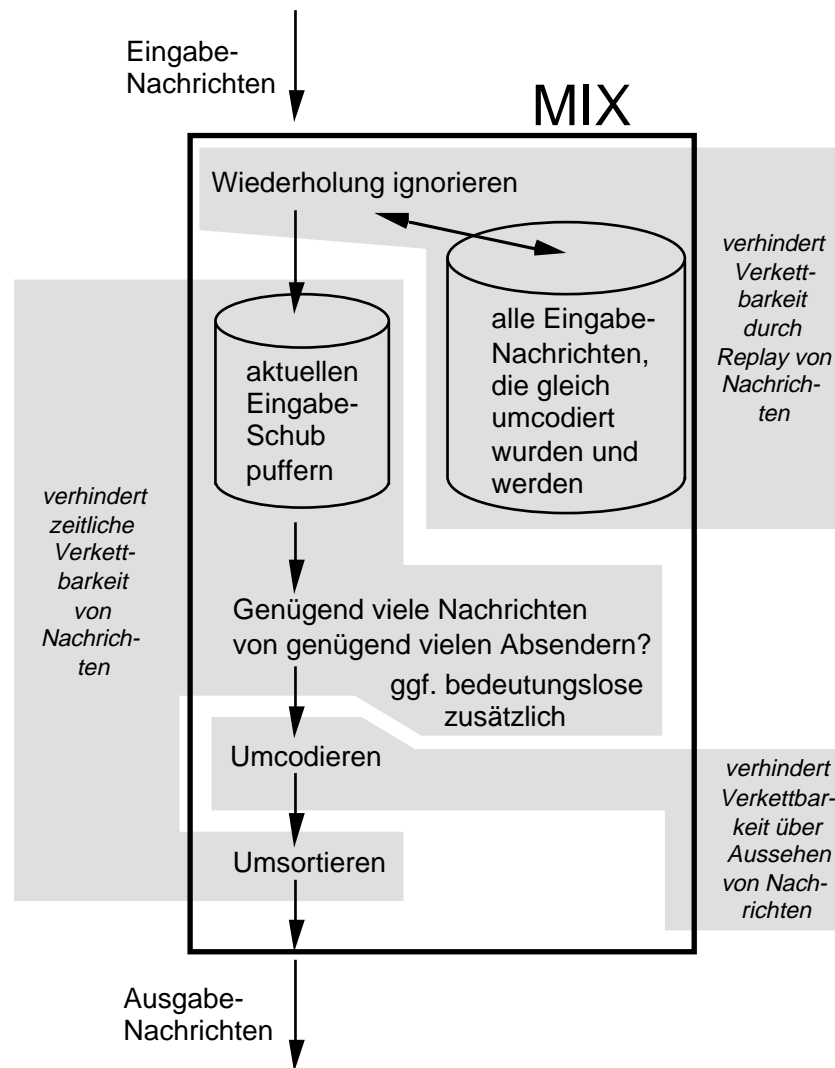 Eingabe-
Nachrichten
MIX
Wiederholung ignorieren
verhindert
Verkett-
barkeit
durch
Replay von
Nachrich-
ten
alle Eingabe-
Nachrichten,
die gleich
umcodiert
wurden und
werden
aktuellen
Eingabe-
Schub
puffern
verhindert
zeitliche
Verkett-
barkeit
von
Nachrich-
ten
Genügend viele Nachrichten
von genügend vielen Absendern?
ggf. bedeutungslose
zusätzlich
Umcodieren
verhindert
Verkettbar-
keit über
Aussehen
von Nach-
richten
Umsortieren
Ausgabe-
Nachrichten